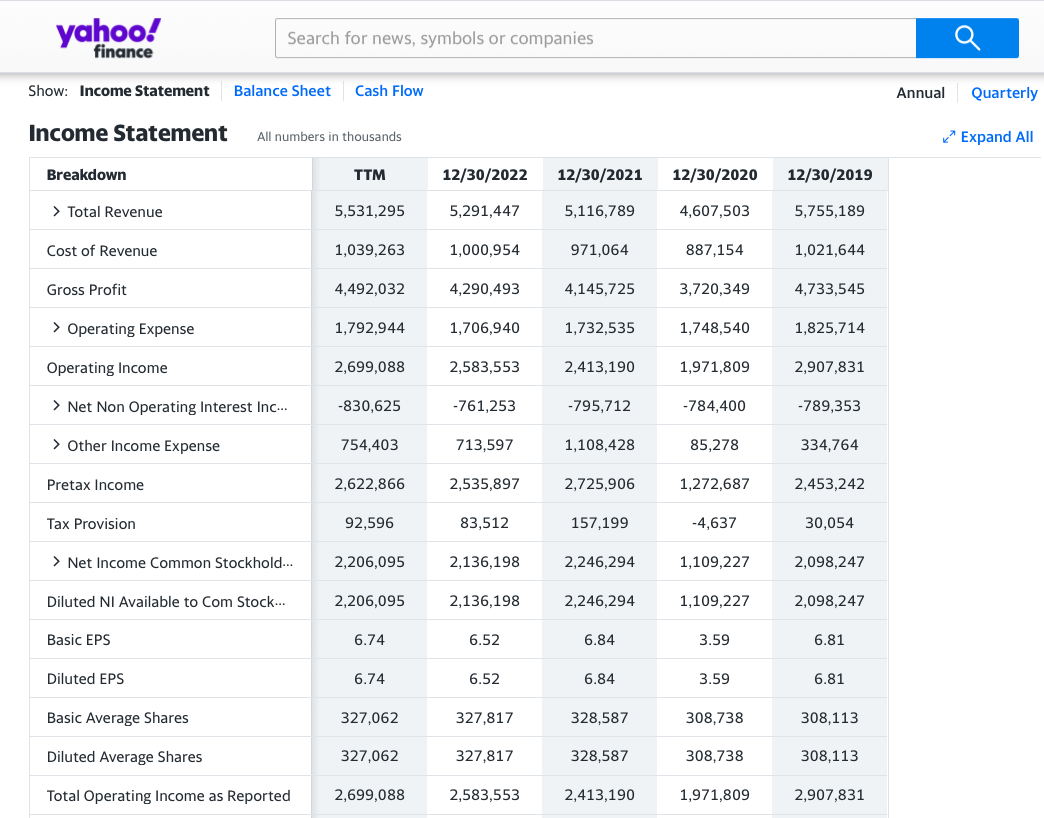 yahoo!
finance
Search for news, symbols or companies
Show: Income Statement Balance Sheet Cash Flow Annual Quarterly
Income Statement All numbers in thousands Expand All
Breakdown TTM 12/30/2022 12/30/2021 12/30/2020 12/30/2019
Total Revenue 5,531,295 5,291,447 5,116,789 4,607,503 5,755,189
Cost of Revenue 1,039,263 1,000,954 971,064 887,154 1,021,644
Gross Profit 4,492,032 4,290,493 4,145,725 3,720,349 4,733,545
Operating Expense 1,792,944 1,706,940 1,732,535 1,748,540 1,825,714
Operating Income 2,699,088 2,583,553 2,413,190 1,971,809 2,907,831
Net Non Operating Interest Inc... -830,625 -761,253 -795,712 -784,400 -789,353
Other Income Expense 754,403 713,597 1,108,428 85,278 334,764
Pretax Income 2,622,866 2,535,897 2,725,906 1,272,687 2,453,242
Tax Provision 92,596 83,512 157,199 -4,637 30,054
Net Income Common Stockhold... 2,206,095 2,136,198 2,246,294 1,109,227 2,098,247
Diluted NI Available to Com Stock... 2,206,095 2,136,198 2,246,294 1,109,227 2,098,247
Basic EPS 6.74 6.52 6.84 3.59 6.81
Diluted EPS 6.74 6.52 6.84 3.59 6.81
Basic Average Shares 327,062 327,817 328,587 308,738 308,113
Diluted Average Shares 327,062 327,817 328,587 308,738 308,113
Total Operating Income as Reported 2,699,088 2,583,553 2,413,190 1,971,809 2,907,831